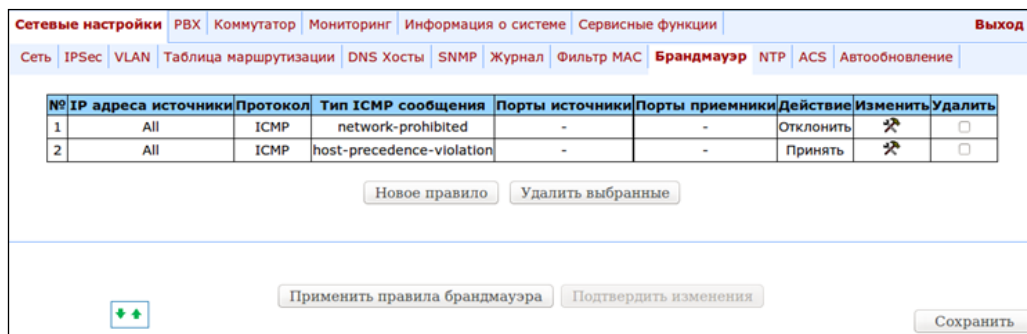 Сетевые настройки PBX Коммутатор Мониторинг Информация о системе Сервисные функции Выход
Сеть IPSec VLAN Таблица маршрутизации DNS Хосты SNMP Журнал Фильтр MAC Брандмауэр NTP ACS Автообновление
№ IP адреса источники Протокол Тип ICMP сообщения Порты источники Порты приемники Действие Изменить Удалить
1 All ICMP network-prohibited - - Отклонить
2 All ICMP host-precedence-violation - - Принять
Новое правило Удалить выбранные
Применить правила брандмауэра Подтвердить изменения
Сохранить